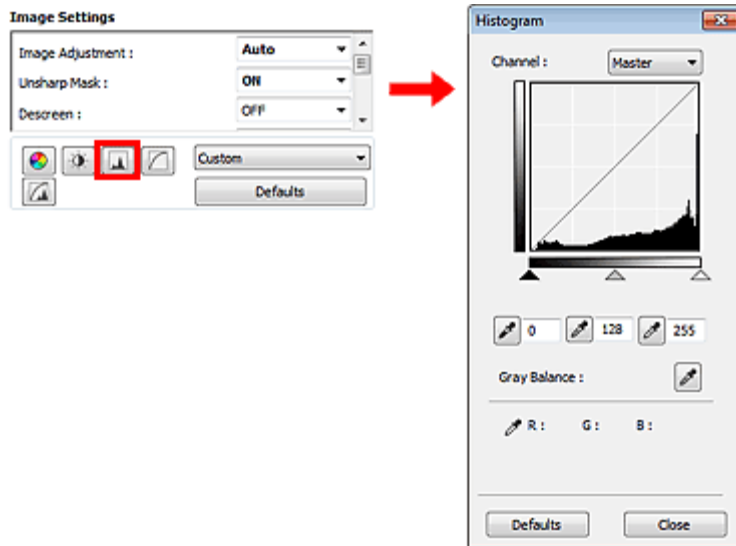 Image Settings
Image Adjustment : Auto
Unsharp Mask : ON
Descreen : OFF
Custom
Defaults
Histogram
Channel : Master
0 128 255
Gray Balance :
R : G : B :
Defaults Close